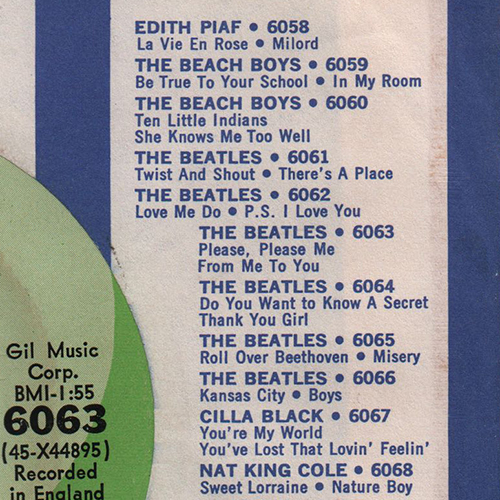 EDITH PIAF • 6058
La Vie En Rose • Milord
THE BEACH BOYS • 6059
Be True To Your School • In My Room
THE BEACH BOYS • 6060
Ten Little Indians
She Knows Me Too Well
THE BEATLES • 6061
Twist And Shout • There's A Place
THE BEATLES • 6062
Love Me Do • P.S. I Love You
THE BEATLES • 6063
Please, Please Me
From Me To You
THE BEATLES • 6064
Do You Want to Know A Secret
Thank You Girl
THE BEATLES • 6065
Roll Over Beethoven • Misery
THE BEATLES • 6066
Kansas City • Boys
CILLA BLACK • 6067
You're My World
You've Lost That Lovin' Feelin'
NAT KING COLE • 6068
Sweet Lorraine • Nature Boy
Gil Music
Corp.
BMI-1:55
6063
(45-X44895)
Recorded
in England